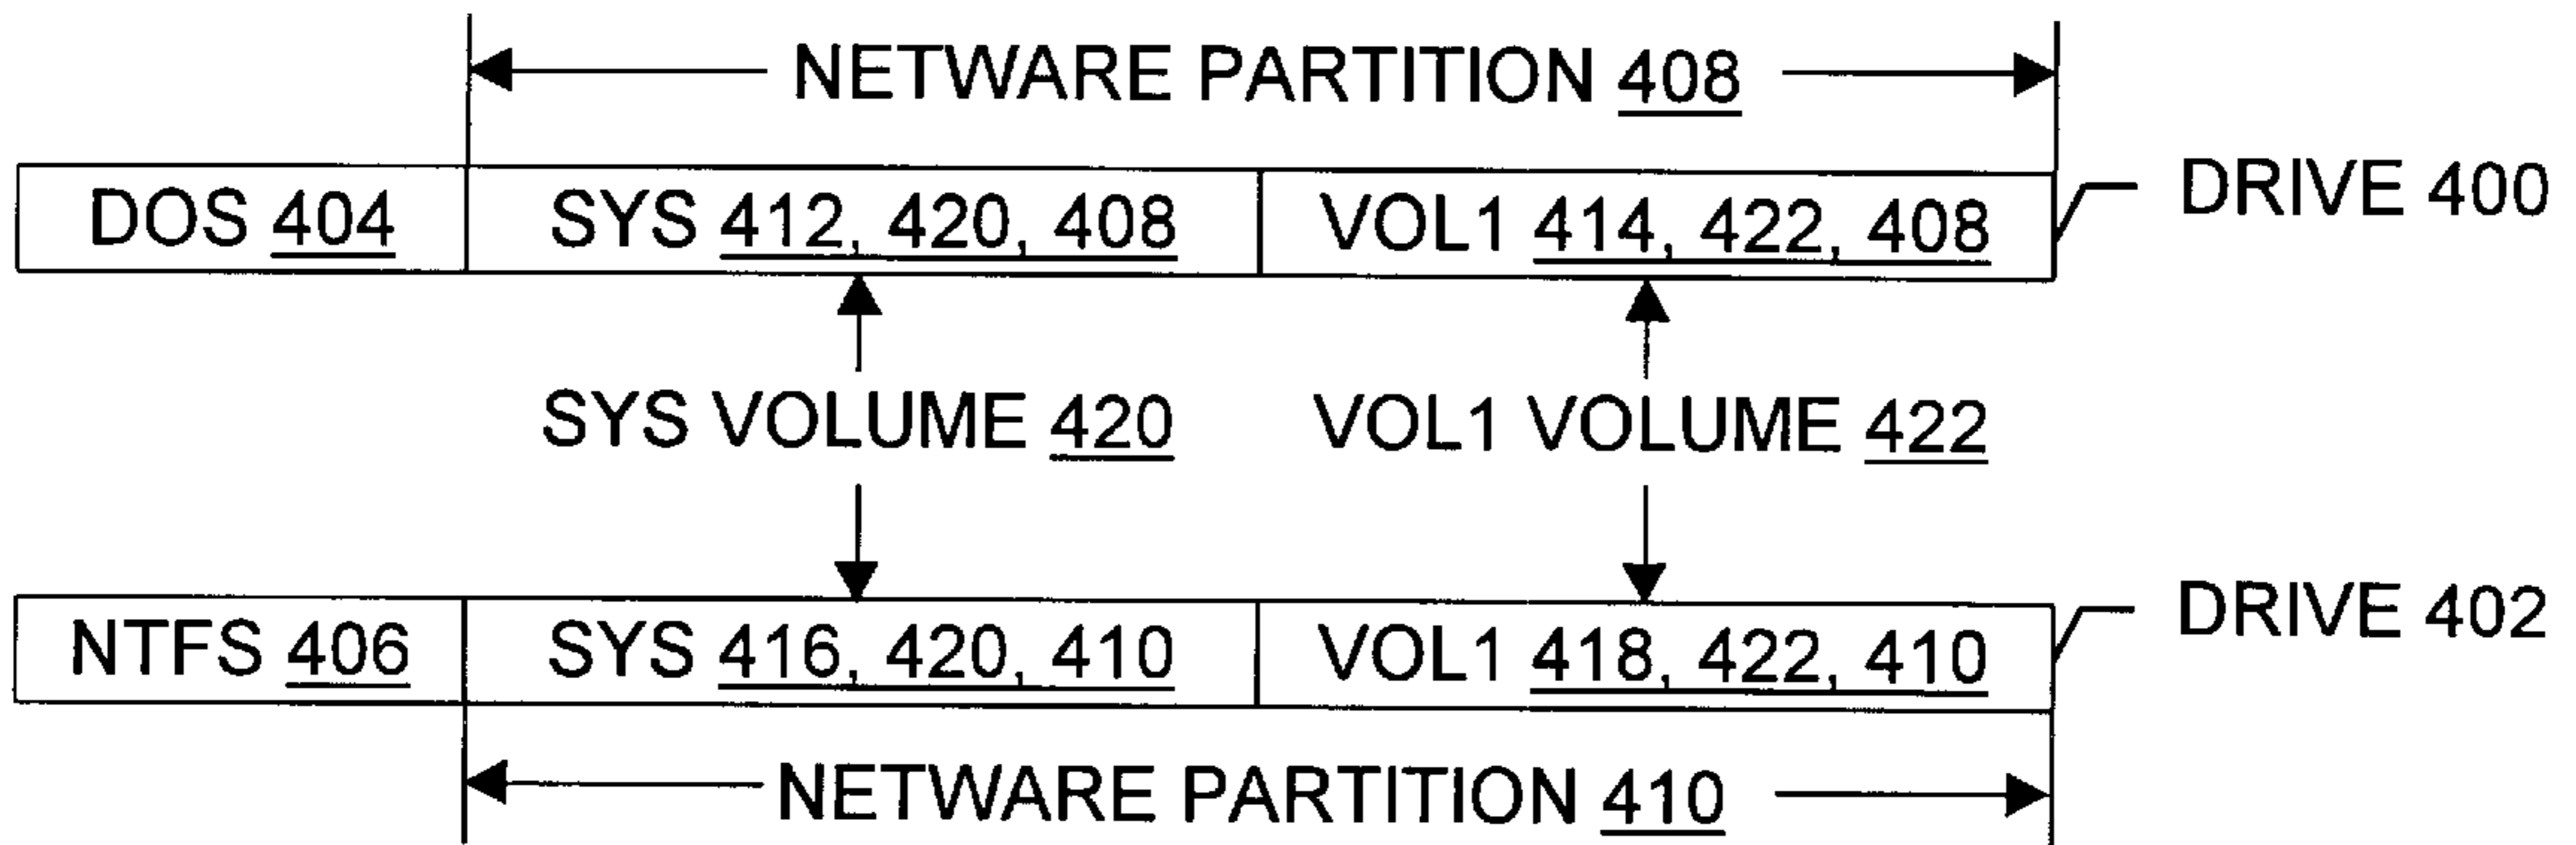 NETWARE PARTITION 408
DOS 404 SYS 412, 420, 408 VOL1 414, 422, 408 DRIVE 400
SYS VOLUME 420 VOL1 VOLUME 422
NTFS 406 SYS 416, 420, 410 VOL1 418, 422, 410 DRIVE 402
NETWARE PARTITION 410